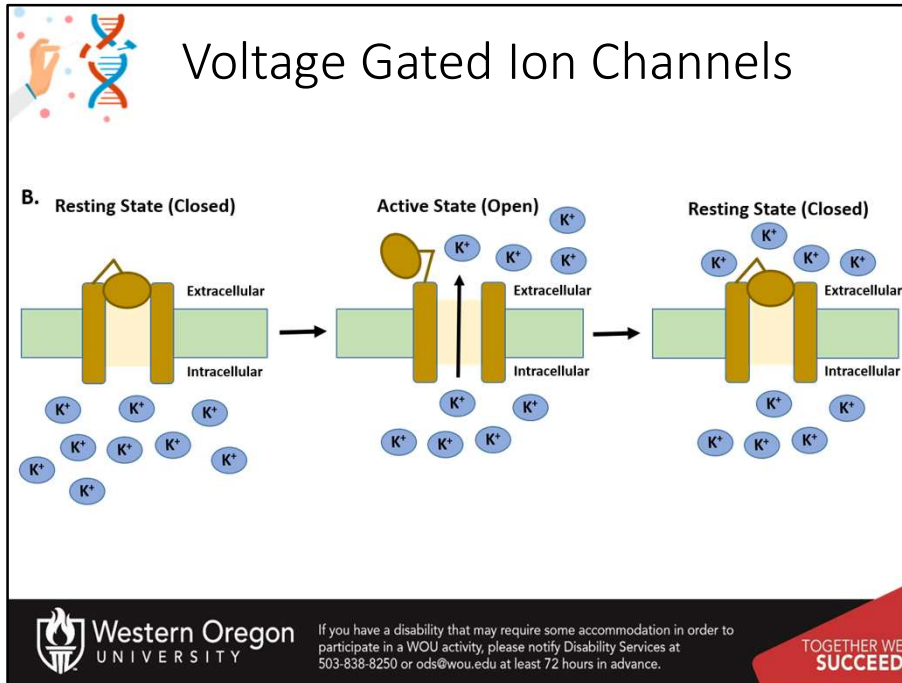 Voltage Gated Ion Channels
B.
Resting State (Closed)
Active State (Open)
Resting State (Closed)
K⁺
K⁺ K⁺ K⁺
K⁺
K⁺ K⁺ K⁺ K⁺
Extracellular
Extracellular
Extracellular
Intracellular
Intracellular
Intracellular
K⁺ K⁺ K⁺
K⁺ K⁺ K⁺ K⁺
K⁺ K⁺
K⁺
K⁺ K⁺
K⁺ K⁺ K⁺
K⁺ K⁺
K⁺ K⁺ K⁺
Western Oregon
UNIVERSITY
If you have a disability that may require some accommodation in order to
participate in a WOU activity, please notify Disability Services at
503-838-8250 or ods@wou.edu at least 72 hours in advance.
TOGETHER WE
SUCCEED